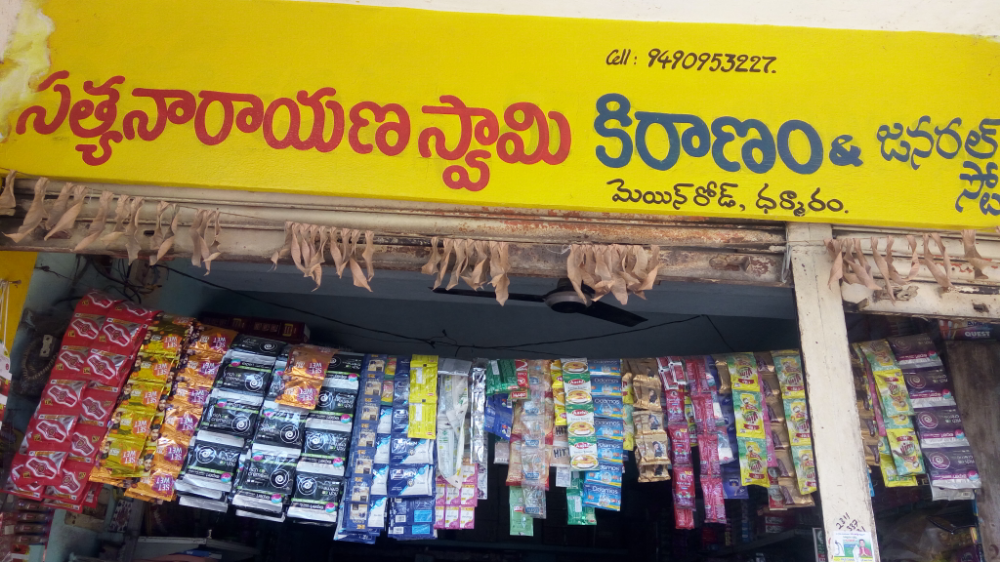 Cell : 9490953227.
సత్యనారాయణ స్వామి కిరాణం & జనరల్
మెయిన్ రోడ్, ధర్మారం.